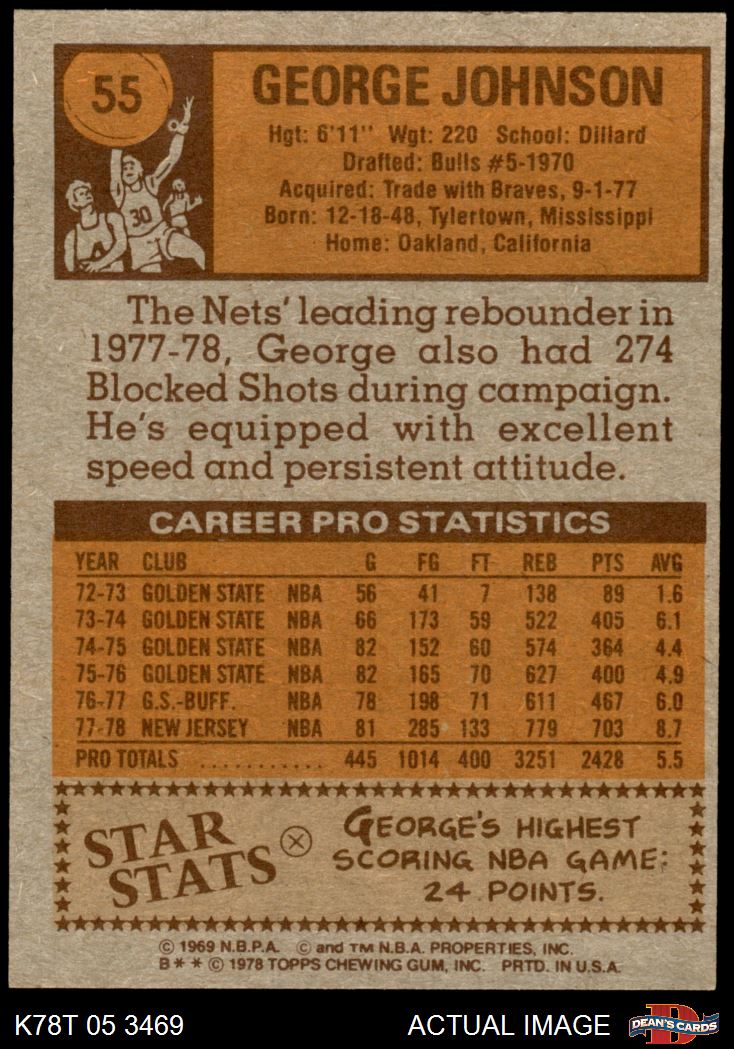 55
GEORGE JOHNSON
Hgt: 6'11" Wgt: 220 School: Dillard
Drafted: Bulls #5-1970
Acquired: Trade with Braves, 9-1-77
Born: 12-18-48, Tylertown, Mississippi
Home: Oakland, California
30
The Nets' leading rebounder in
1977-78, George also had 274
Blocked Shots during campaign.
He's equipped with excellent
speed and persistent attitude.
CAREER PRO STATISTICS
YEAR CLUB G FG FT REB PTS AVG
72-73 GOLDEN STATE NBA 56 41 7 138 89 1.6
73-74 GOLDEN STATE NBA 66 173 59 522 405 6.1
74-75 GOLDEN STATE NBA 82 152 60 574 364 4.4
75-76 GOLDEN STATE NBA 82 165 70 627 400 4.9
76-77 G.S.-BUFF. NBA 78 198 71 611 467 6.0
77-78 NEW JERSEY NBA 81 285 133 779 703 8.7
PRO TOTALS ........... 445 1014 400 3251 2428 5.5
STAR
STATS
GEORGE'S HIGHEST
SCORING NBA GAME:
24 POINTS.
© 1969 N.B.P.A. © and TM N.B.A. PROPERTIES, INC.
B** © 1978 TOPPS CHEWING GUM, INC. PRTD. IN U.S.A.
K78T 05 3469
ACTUAL IMAGE
DEAN'S CARDS